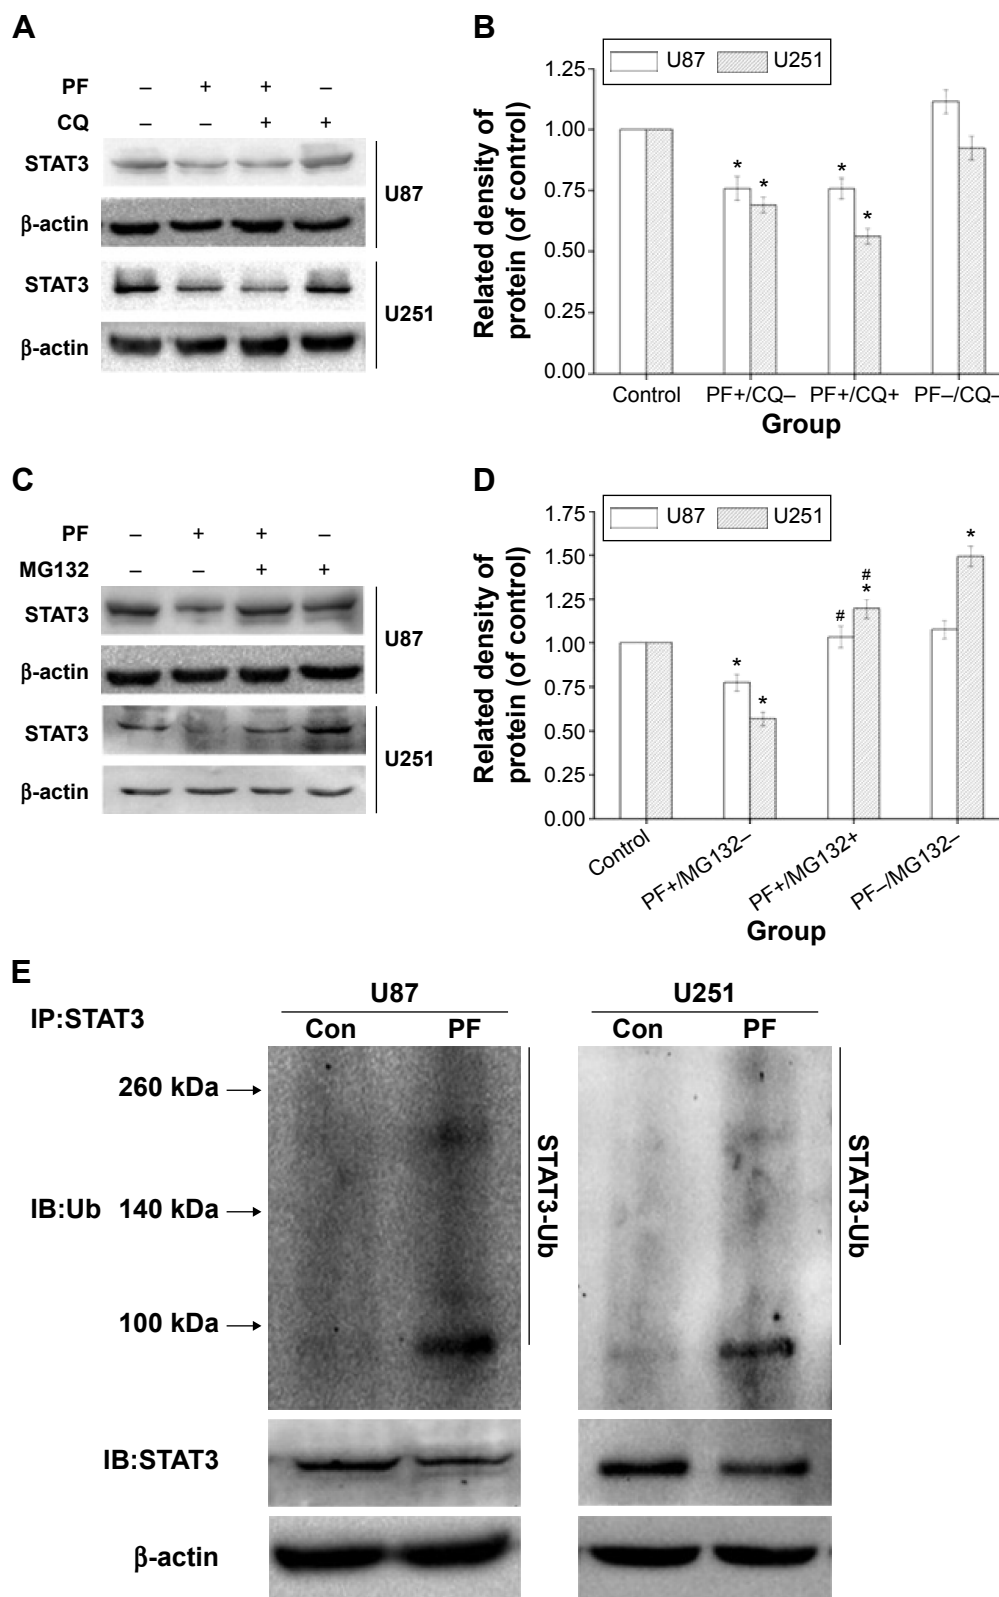 A
PF – + + –
CQ – – + +
STAT3
β-actin
U87
STAT3
β-actin
U251
B
U87 U251
Related density of
protein (of control)
1.25
1.00
0.75
0.50
0.25
0.00
* * * *
Control PF+/CQ– PF+/CQ+ PF–/CQ–
Group
C
PF – + + –
MG132 – – + +
STAT3
β-actin
U87
STAT3
β-actin
U251
D
U87 U251
Related density of
protein (of control)
1.75
1.50
1.25
1.00
0.75
0.50
0.25
0.00
* * # # * *
Control PF+/MG132– PF+/MG132+ PF–/MG132–
Group
E
IP:STAT3
U87 U251
Con PF Con PF
260 kDa
IB:Ub 140 kDa
100 kDa
STAT3-Ub
STAT3-Ub
IB:STAT3
β-actin